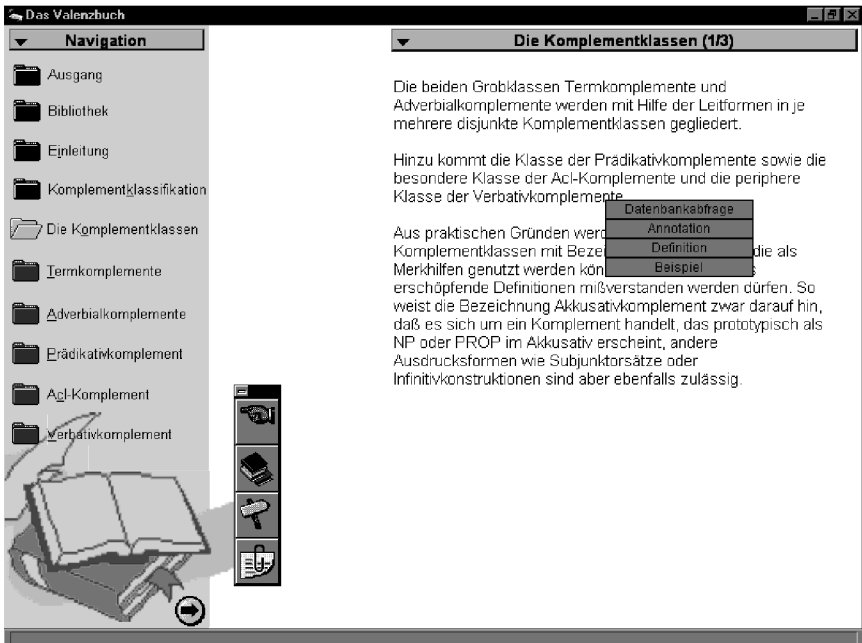 Das Valenzbuch
Navigation
Ausgang
Bibliothek
Einleitung
Komplementklassifikation
Die Komplementklassen
Termkomplemente
Adverbialkomplemente
Prädikativkomplement
AcI-Komplement
Verbativkomplement
Die Komplementklassen (1/3)
Die beiden Grobklassen Termkomplemente und
Adverbialkomplemente werden mit Hilfe der Leitformen in je
mehrere disjunkte Komplementklassen gegliedert.
Hinzu kommt die Klasse der Prädikativkomplemente sowie die
besondere Klasse der AcI-Komplemente und die periphere
Klasse der Verbativkomplemente
Datenbankabfrage
Annotation
Definition
Beispiel
Aus praktischen Gründen werd
Komplementklassen mit Bezei die als
Merkhilfen genutzt werden kön s
erschöpfende Definitionen mißverstanden werden dürfen. So
weist die Bezeichnung Akkusativkomplement zwar darauf hin,
daß es sich um ein Komplement handelt, das prototypisch als
NP oder PROP im Akkusativ erscheint, andere
Ausdrucksformen wie Subjunktorsätze oder
Infinitivkonstruktionen sind aber ebenfalls zulässig.